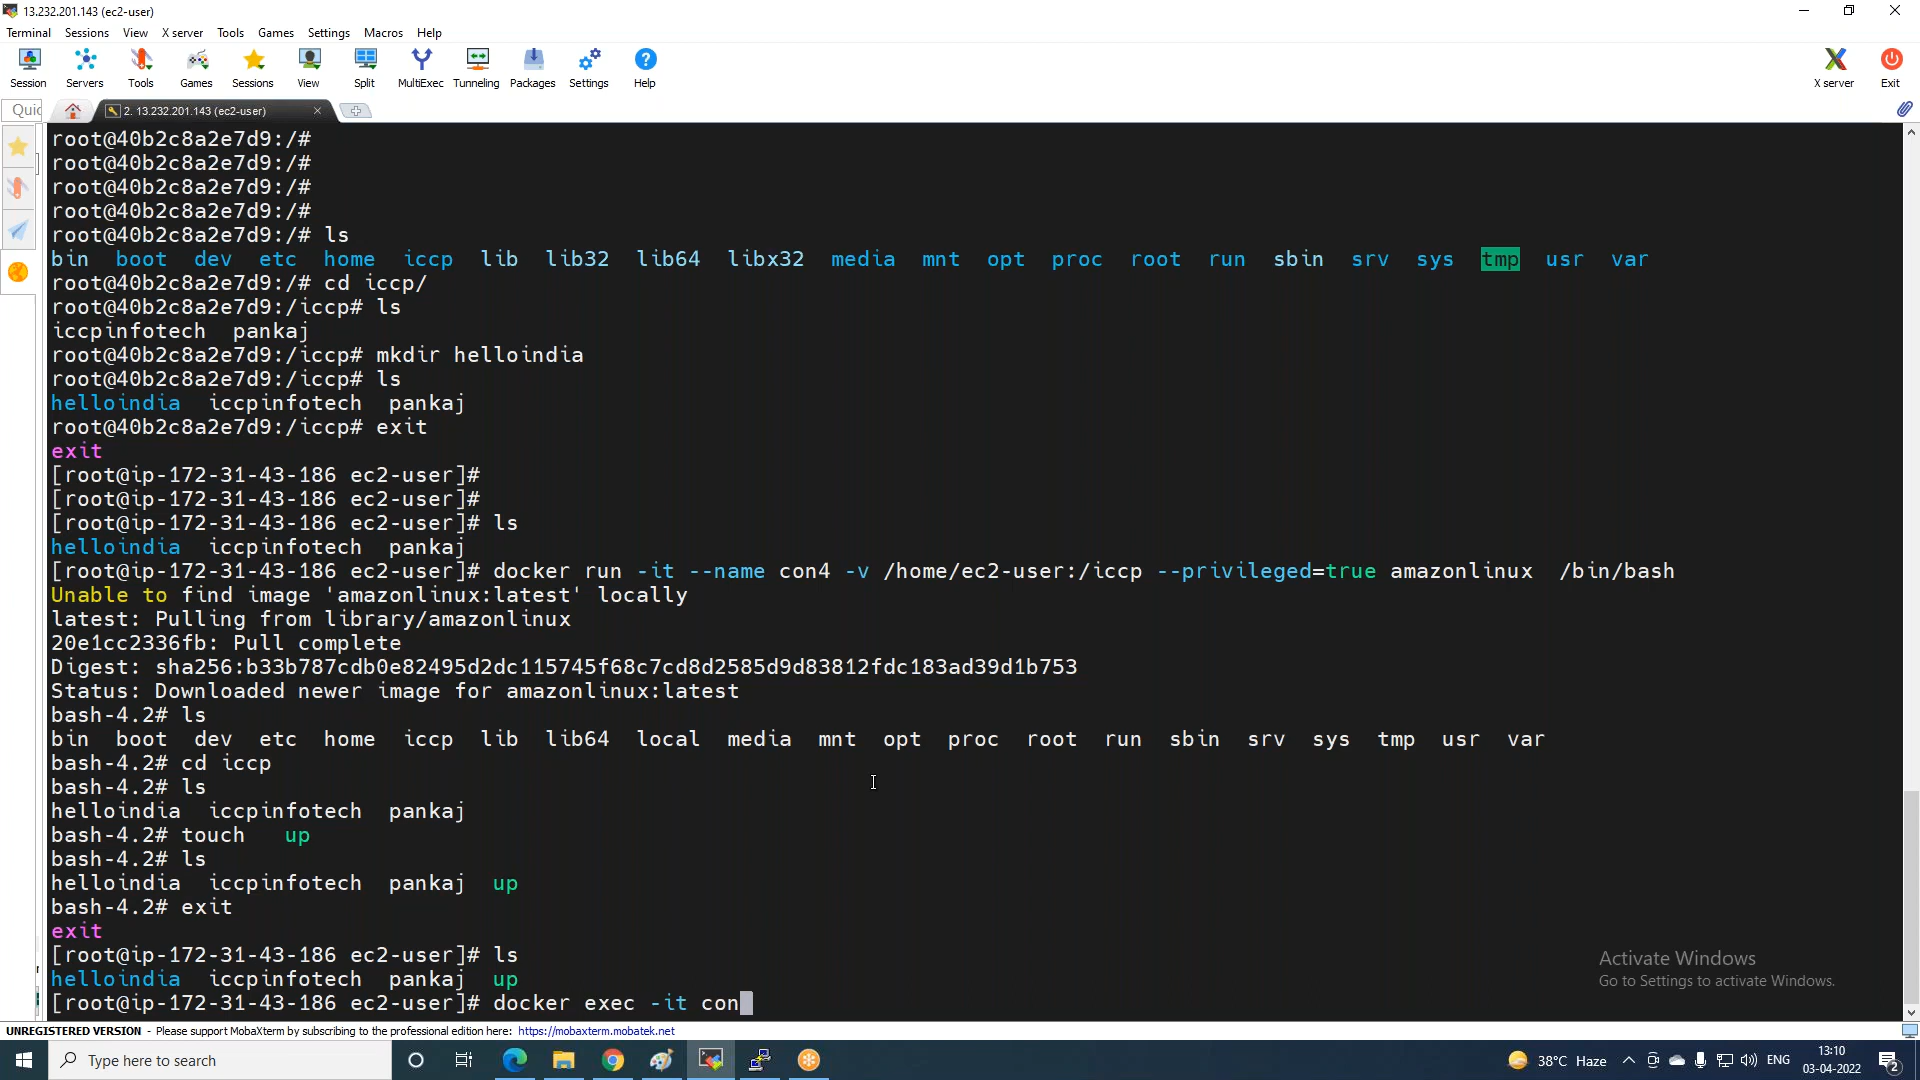 13.232.201.143 (ec2-user)
Terminal Sessions View X server Tools Games Settings Macros Help
Session Servers Tools Games Sessions View Split MultiExec Tunneling Packages Settings Help X server Exit
Quic 2. 13.232.201.143 (ec2-user)
root@40b2c8a2e7d9:/#
root@40b2c8a2e7d9:/#
root@40b2c8a2e7d9:/#
root@40b2c8a2e7d9:/#
root@40b2c8a2e7d9:/# ls
bin boot dev etc home iccp lib lib32 lib64 libx32 media mnt opt proc root run sbin srv sys tmp usr var
root@40b2c8a2e7d9:/# cd iccp/
root@40b2c8a2e7d9:/iccp# ls
iccpinfotech pankaj
root@40b2c8a2e7d9:/iccp# mkdir helloindia
root@40b2c8a2e7d9:/iccp# ls
helloindia iccpinfotech pankaj
root@40b2c8a2e7d9:/iccp# exit
exit
[root@ip-172-31-43-186 ec2-user]#
[root@ip-172-31-43-186 ec2-user]#
[root@ip-172-31-43-186 ec2-user]# ls
helloindia iccpinfotech pankaj
[root@ip-172-31-43-186 ec2-user]# docker run -it --name con4 -v /home/ec2-user:/iccp --privileged=true amazonlinux /bin/bash
Unable to find image 'amazonlinux:latest' locally
latest: Pulling from library/amazonlinux
20e1cc2336fb: Pull complete
Digest: sha256:b33b787cdb0e82495d2dc115745f68c7cd8d2585d9d83812fdc183ad39d1b753
Status: Downloaded newer image for amazonlinux:latest
bash-4.2# ls
bin boot dev etc home iccp lib lib64 local media mnt opt proc root run sbin srv sys tmp usr var
bash-4.2# cd iccp
bash-4.2# ls
helloindia iccpinfotech pankaj
bash-4.2# touch up
bash-4.2# ls
helloindia iccpinfotech pankaj up
bash-4.2# exit
exit
[root@ip-172-31-43-186 ec2-user]# ls
helloindia iccpinfotech pankaj up
[root@ip-172-31-43-186 ec2-user]# docker exec -it con
Activate Windows
Go to Settings to activate Windows.
UNREGISTERED VERSION - Please support MobaXterm by subscribing to the professional edition here: https://mobaxterm.mobatek.net
Type here to search 38°C Haze ENG 13:10
03-04-2022 2